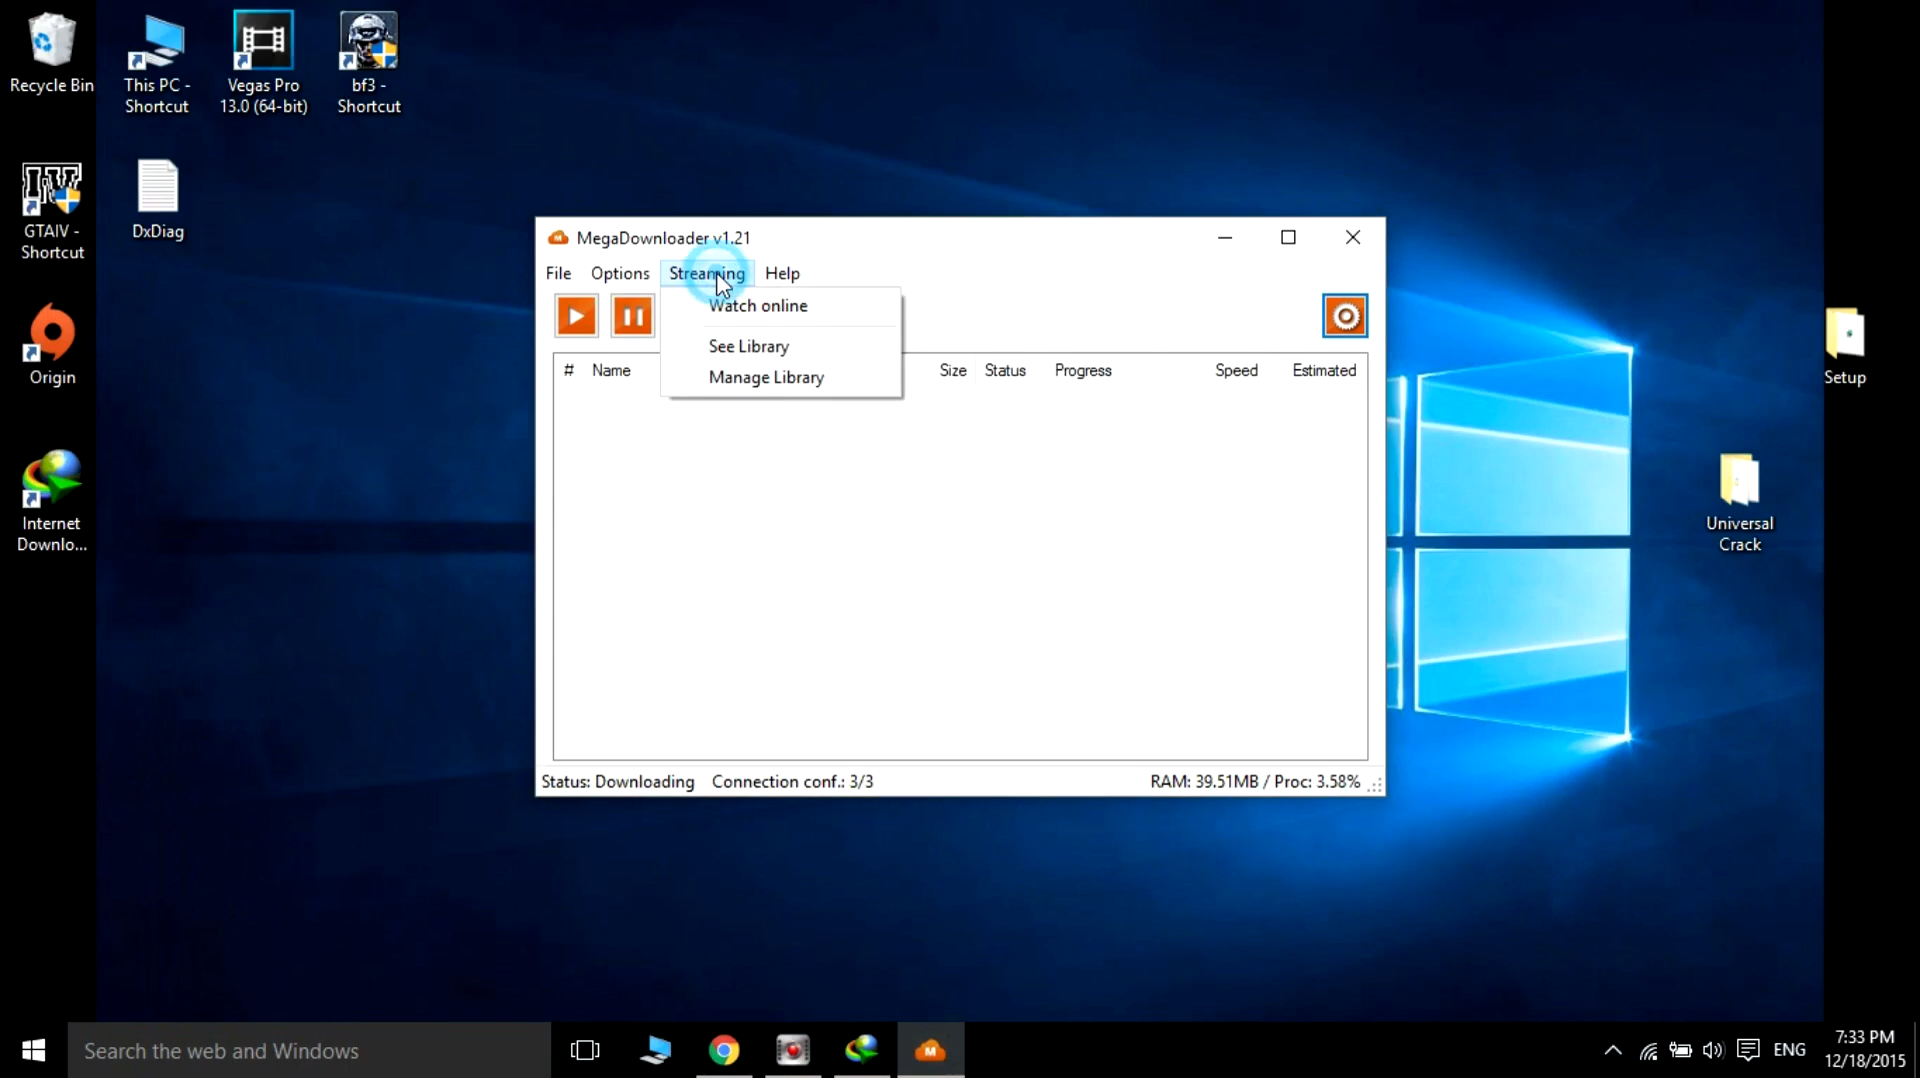 Recycle Bin
This PC -
Shortcut
Vegas Pro
13.0 (64-bit)
bf3 -
Shortcut
GTAIV -
Shortcut
DxDiag
Origin
Internet
Downlo...
Setup
Universal
Crack
MegaDownloader v1.21
File Options Streaming Help
Watch online
See Library
Manage Library
# Name Size Status Progress Speed Estimated
Status: Downloading Connection conf.: 3/3 RAM: 39.51MB / Proc: 3.58%
Search the web and Windows
ENG
7:33 PM
12/18/2015